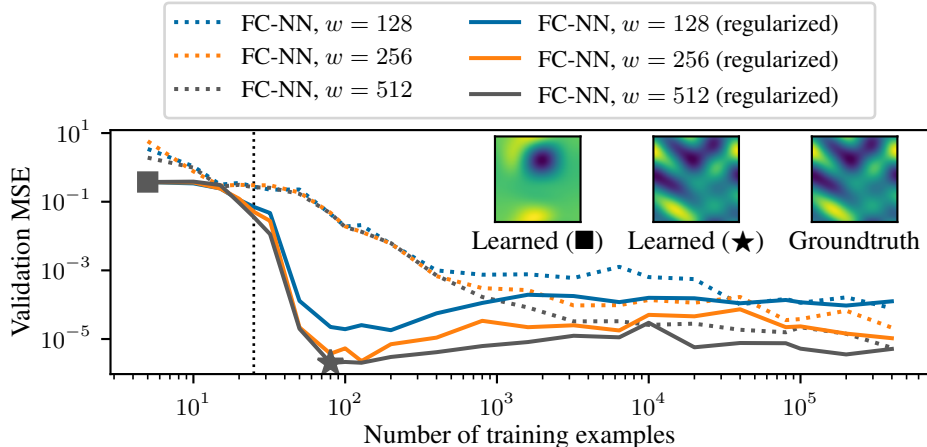 FC-NN, w = 128
FC-NN, w = 256
FC-NN, w = 512
FC-NN, w = 128 (regularized)
FC-NN, w = 256 (regularized)
FC-NN, w = 512 (regularized)
Validation MSE
10^1
10^−1
10^−3
10^−5
Learned (■)
Learned (★)
Groundtruth
10^1
10^2
10^3
10^4
10^5
Number of training examples